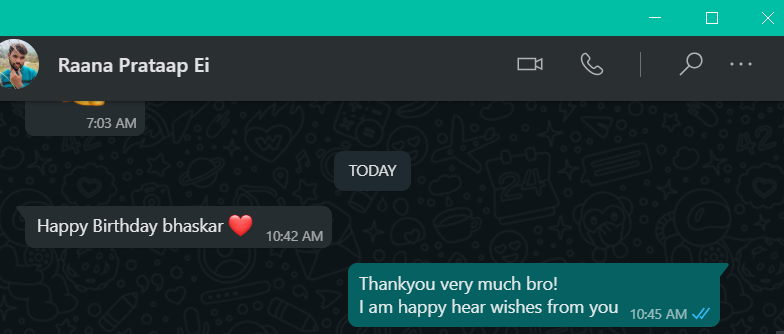 Raana Prataap Ei
7:03 AM
TODAY
Happy Birthday bhaskar ❤️
10:42 AM
Thankyou very much bro!
I am happy hear wishes from you 10:45 AM